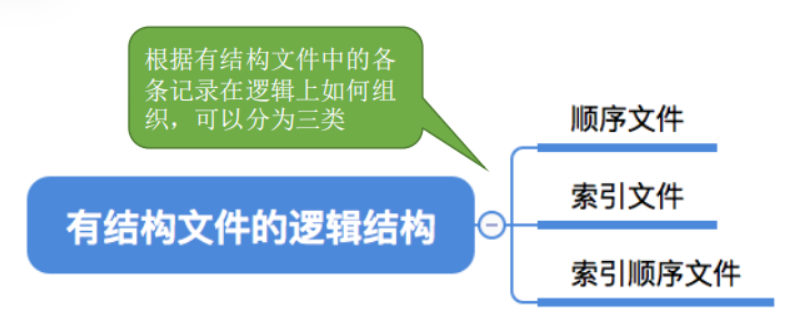 根据有结构文件中的各
条记录在逻辑上如何组
织，可以分为三类
有结构文件的逻辑结构
顺序文件
索引文件
索引顺序文件